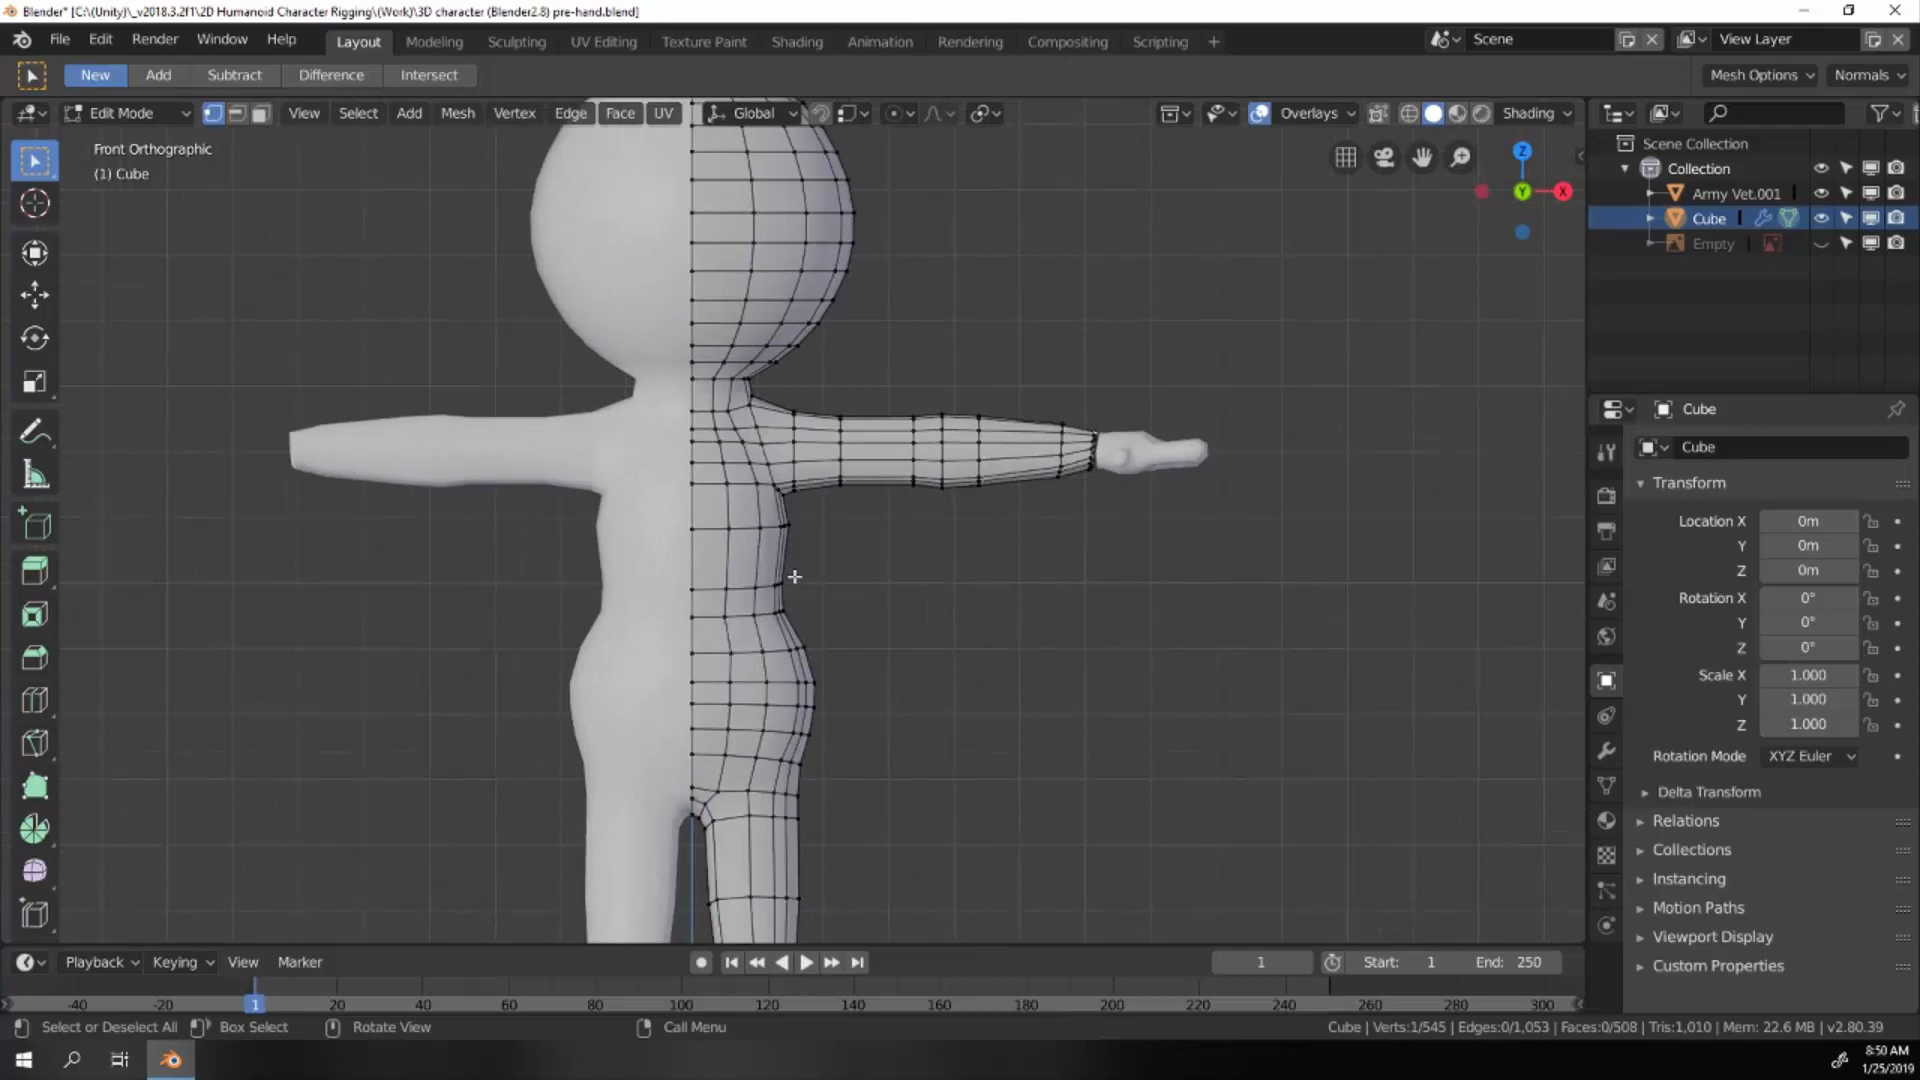 Blender* [C:\(Unity)\_v2018.3.2f1\2D Humanoid Character Rigging\(Work)\3D character (Blender2.8) pre-hand.blend]
File Edit Render Window Help Layout Modeling Sculpting UV Editing Texture Paint Shading Animation Rendering Compositing Scripting + Scene View Layer
New Add Subtract Difference Intersect Mesh Options Normals
Edit Mode View Select Add Mesh Vertex Edge Face UV Global Overlays Shading
Front Orthographic
(1) Cube
Z
Y
X
Scene Collection
Collection
Army Vet.001
Cube
Empty
Cube
Cube
Transform
Location X 0m
Y 0m
Z 0m
Rotation X 0°
Y 0°
Z 0°
Scale X 1.000
Y 1.000
Z 1.000
Rotation Mode XYZ Euler
Delta Transform
Relations
Collections
Instancing
Motion Paths
Viewport Display
Custom Properties
Playback Keying View Marker 1 Start: 1 End: 250
-40 -20 1 20 40 60 80 100 120 140 160 180 200 220 260 280 300
Select or Deselect All Box Select Rotate View Call Menu Cube | Verts:1/545 | Edges:0/1,053 | Faces:0/508 | Tris:1,010 | Mem: 22.6 MB | v2.80.39
8:50 AM
1/25/2019